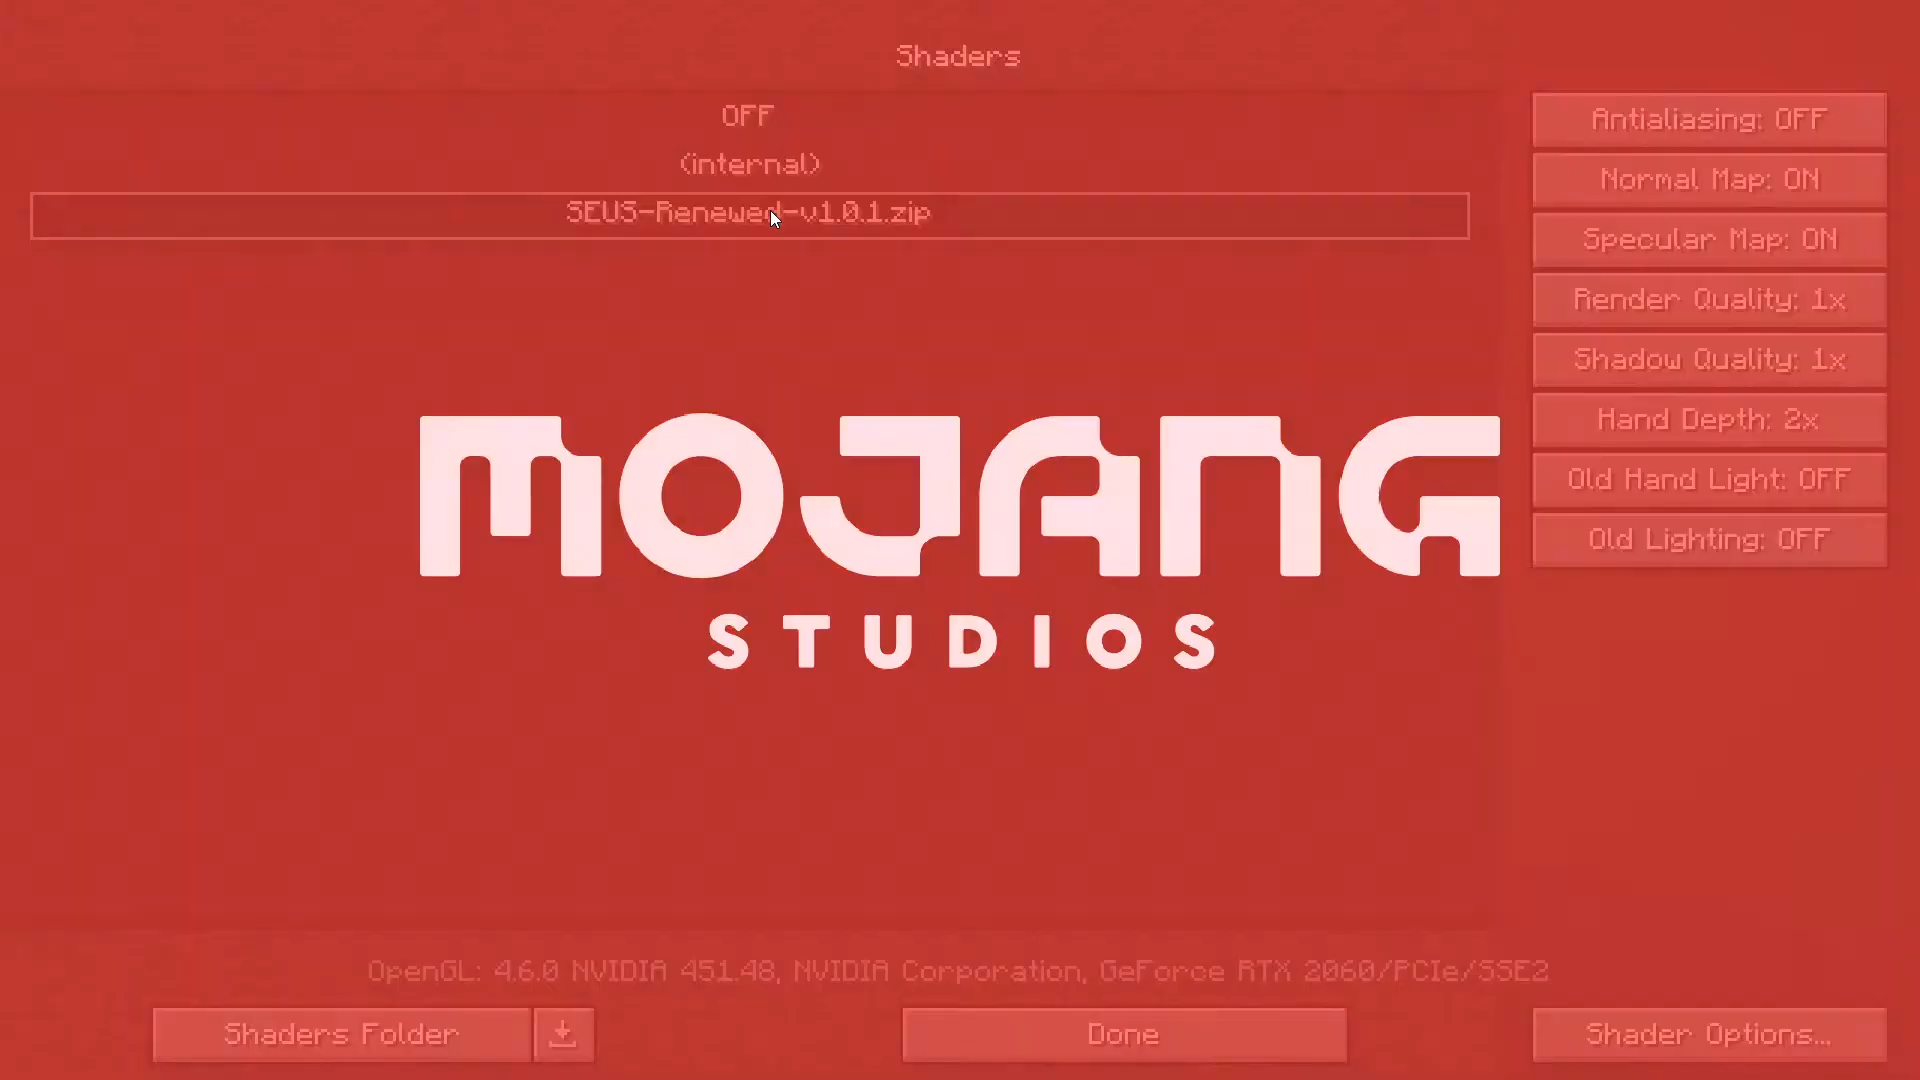 Shaders
OFF
(internal)
SEUS-Renewed-v1.0.1.zip
Antialiasing: OFF
Normal Map: ON
Specular Map: ON
Render Quality: 1x
Shadow Quality: 1x
Hand Depth: 2x
Old Hand Light: OFF
Old Lighting: OFF
MOJANG
STUDIOS
OpenGL: 4.6.0 NVIDIA 451.48, NVIDIA Corporation, GeForce RTX 2060/PCIe/SSE2
Shaders Folder
Done
Shader Options...